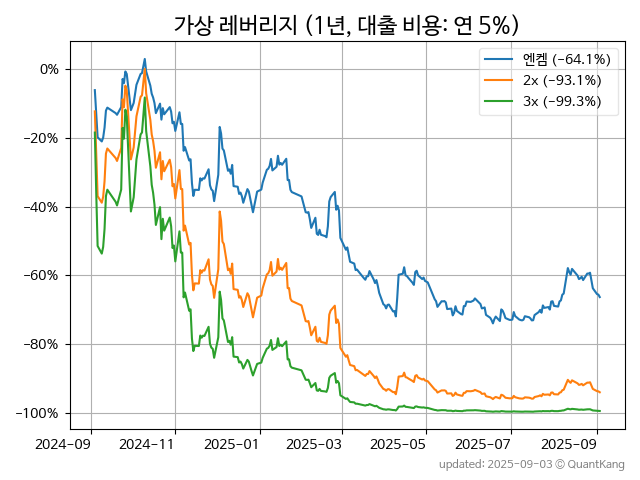 가상 레버리지 (1년, 대출 비용: 연 5%)
엔켐 (−64.1%)
2x (−93.1%)
3x (−99.3%)
0%
−20%
−40%
−60%
−80%
−100%
2024-09 2024-11 2025-01 2025-03 2025-05 2025-07 2025-09
updated: 2025-09-03 © QuantKang